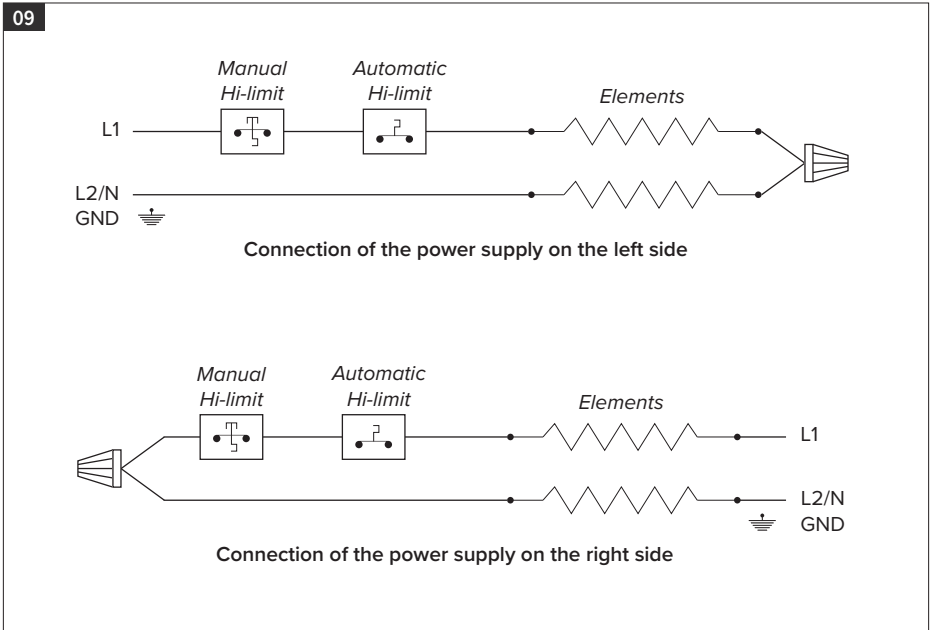 09
Manual
Hi-limit
Automatic
Hi-limit
Elements
L1
L2/N
GND
Connection of the power supply on the left side
Manual
Hi-limit
Automatic
Hi-limit
Elements
L1
L2/N
GND
Connection of the power supply on the right side